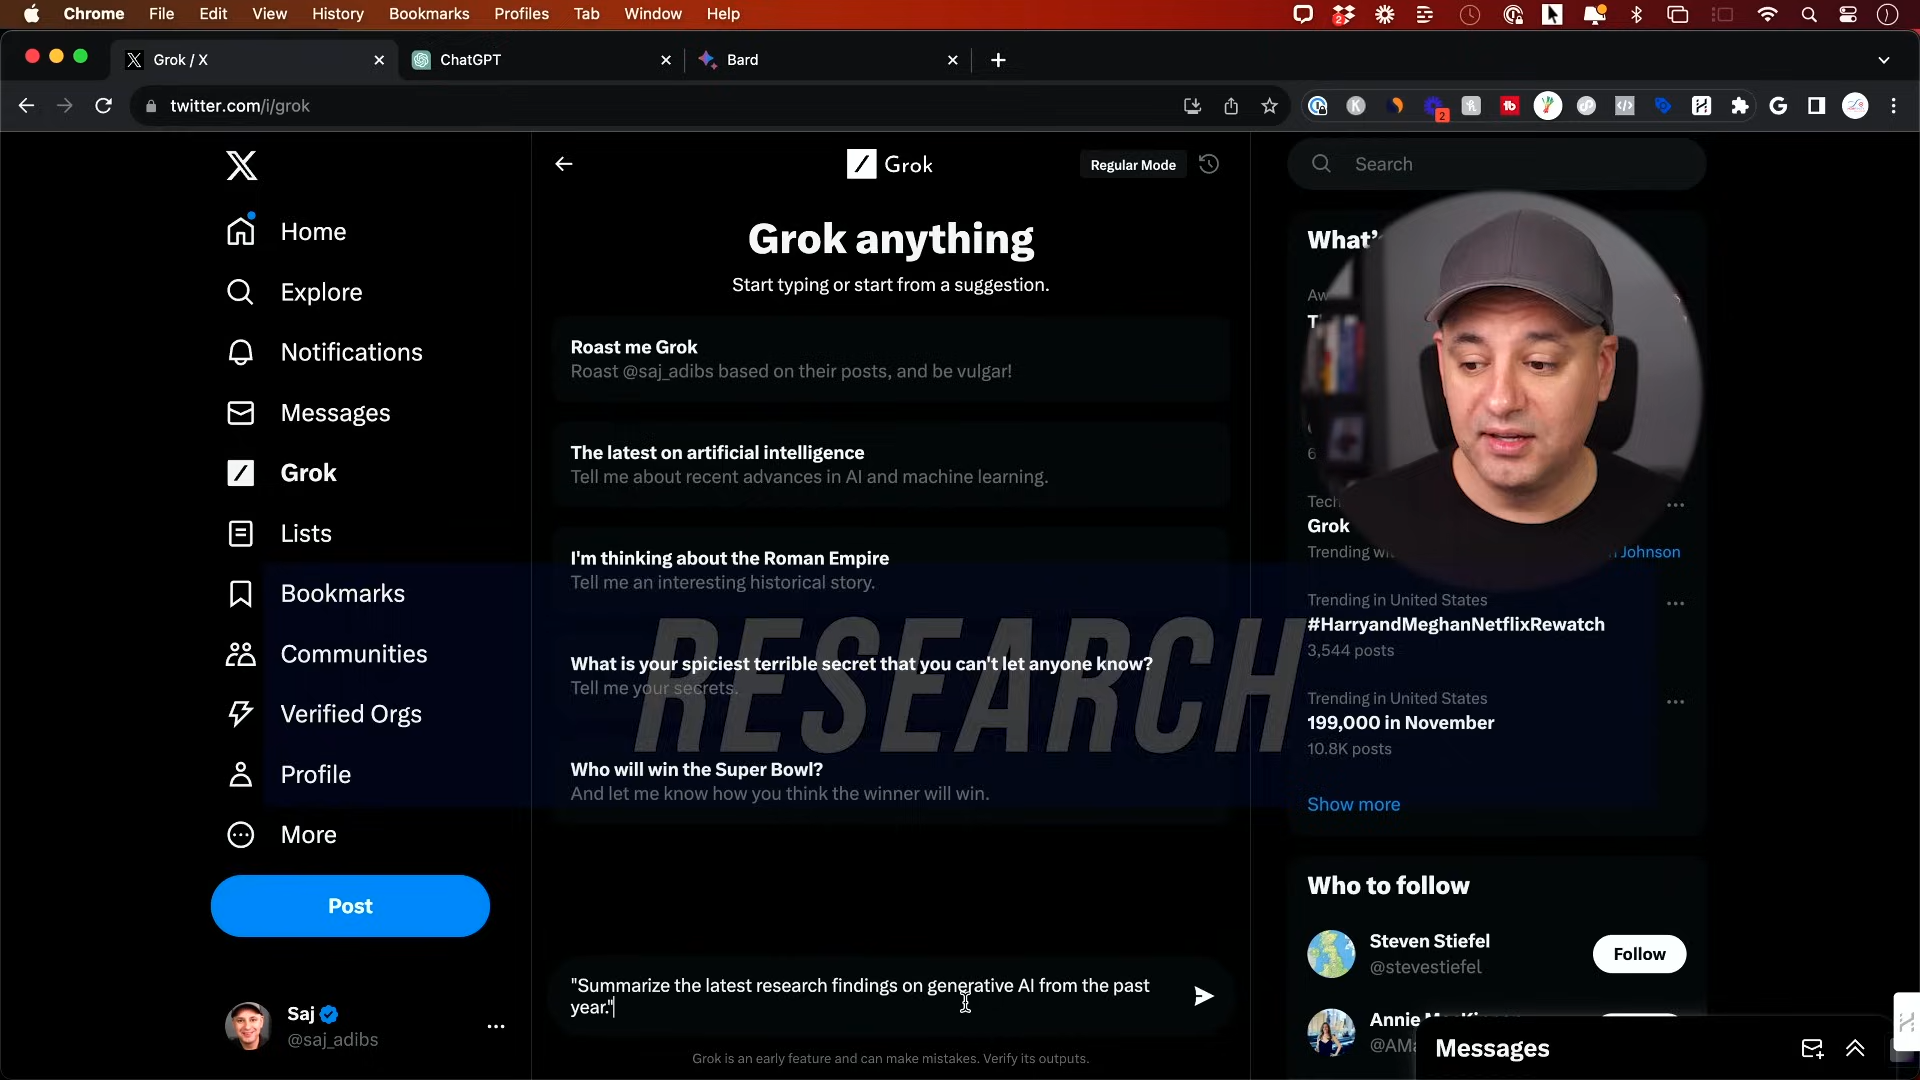 Chrome File Edit View History Bookmarks Profiles Tab Window Help
2
Grok / X
ChatGPT
Bard
twitter.com/i/grok
2
Home
Explore
Notifications
Messages
Grok
Lists
Bookmarks
Communities
Verified Orgs
Profile
More
Post
Saj
@saj_adibs
Grok
Regular Mode
Grok anything
Start typing or start from a suggestion.
Roast me Grok
Roast @saj_adibs based on their posts, and be vulgar!
The latest on artificial intelligence
Tell me about recent advances in AI and machine learning.
I'm thinking about the Roman Empire
Tell me an interesting historical story.
What is your spiciest terrible secret that you can't let anyone know?
Tell me your secrets.
RESEARCH
Who will win the Super Bowl?
And let me know how you think the winner will win.
"Summarize the latest research findings on generative AI from the past
year."
Grok is an early feature and can make mistakes. Verify its outputs.
Search
What's
Grok
Trending
Johnson
Trending in United States
#HarryandMeghanNetflixRewatch
3,544 posts
Trending in United States
199,000 in November
10.8K posts
Show more
Who to follow
Steven Stiefel
@stevestiefel
Follow
Annie
Messages